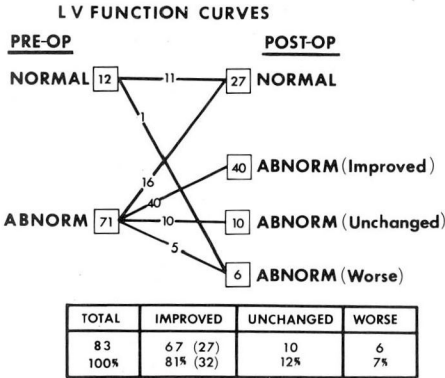 LV FUNCTION CURVES
PRE-OP POST-OP
NORMAL 12 11 27 NORMAL
1
40 ABNORM (Improved)
16
40
ABNORM 71 10 10 ABNORM (Unchanged)
5
6 ABNORM (Worse)
TOTAL IMPROVED UNCHANGED WORSE
83 67 (27) 10 6
100% 81% (32) 12% 7%